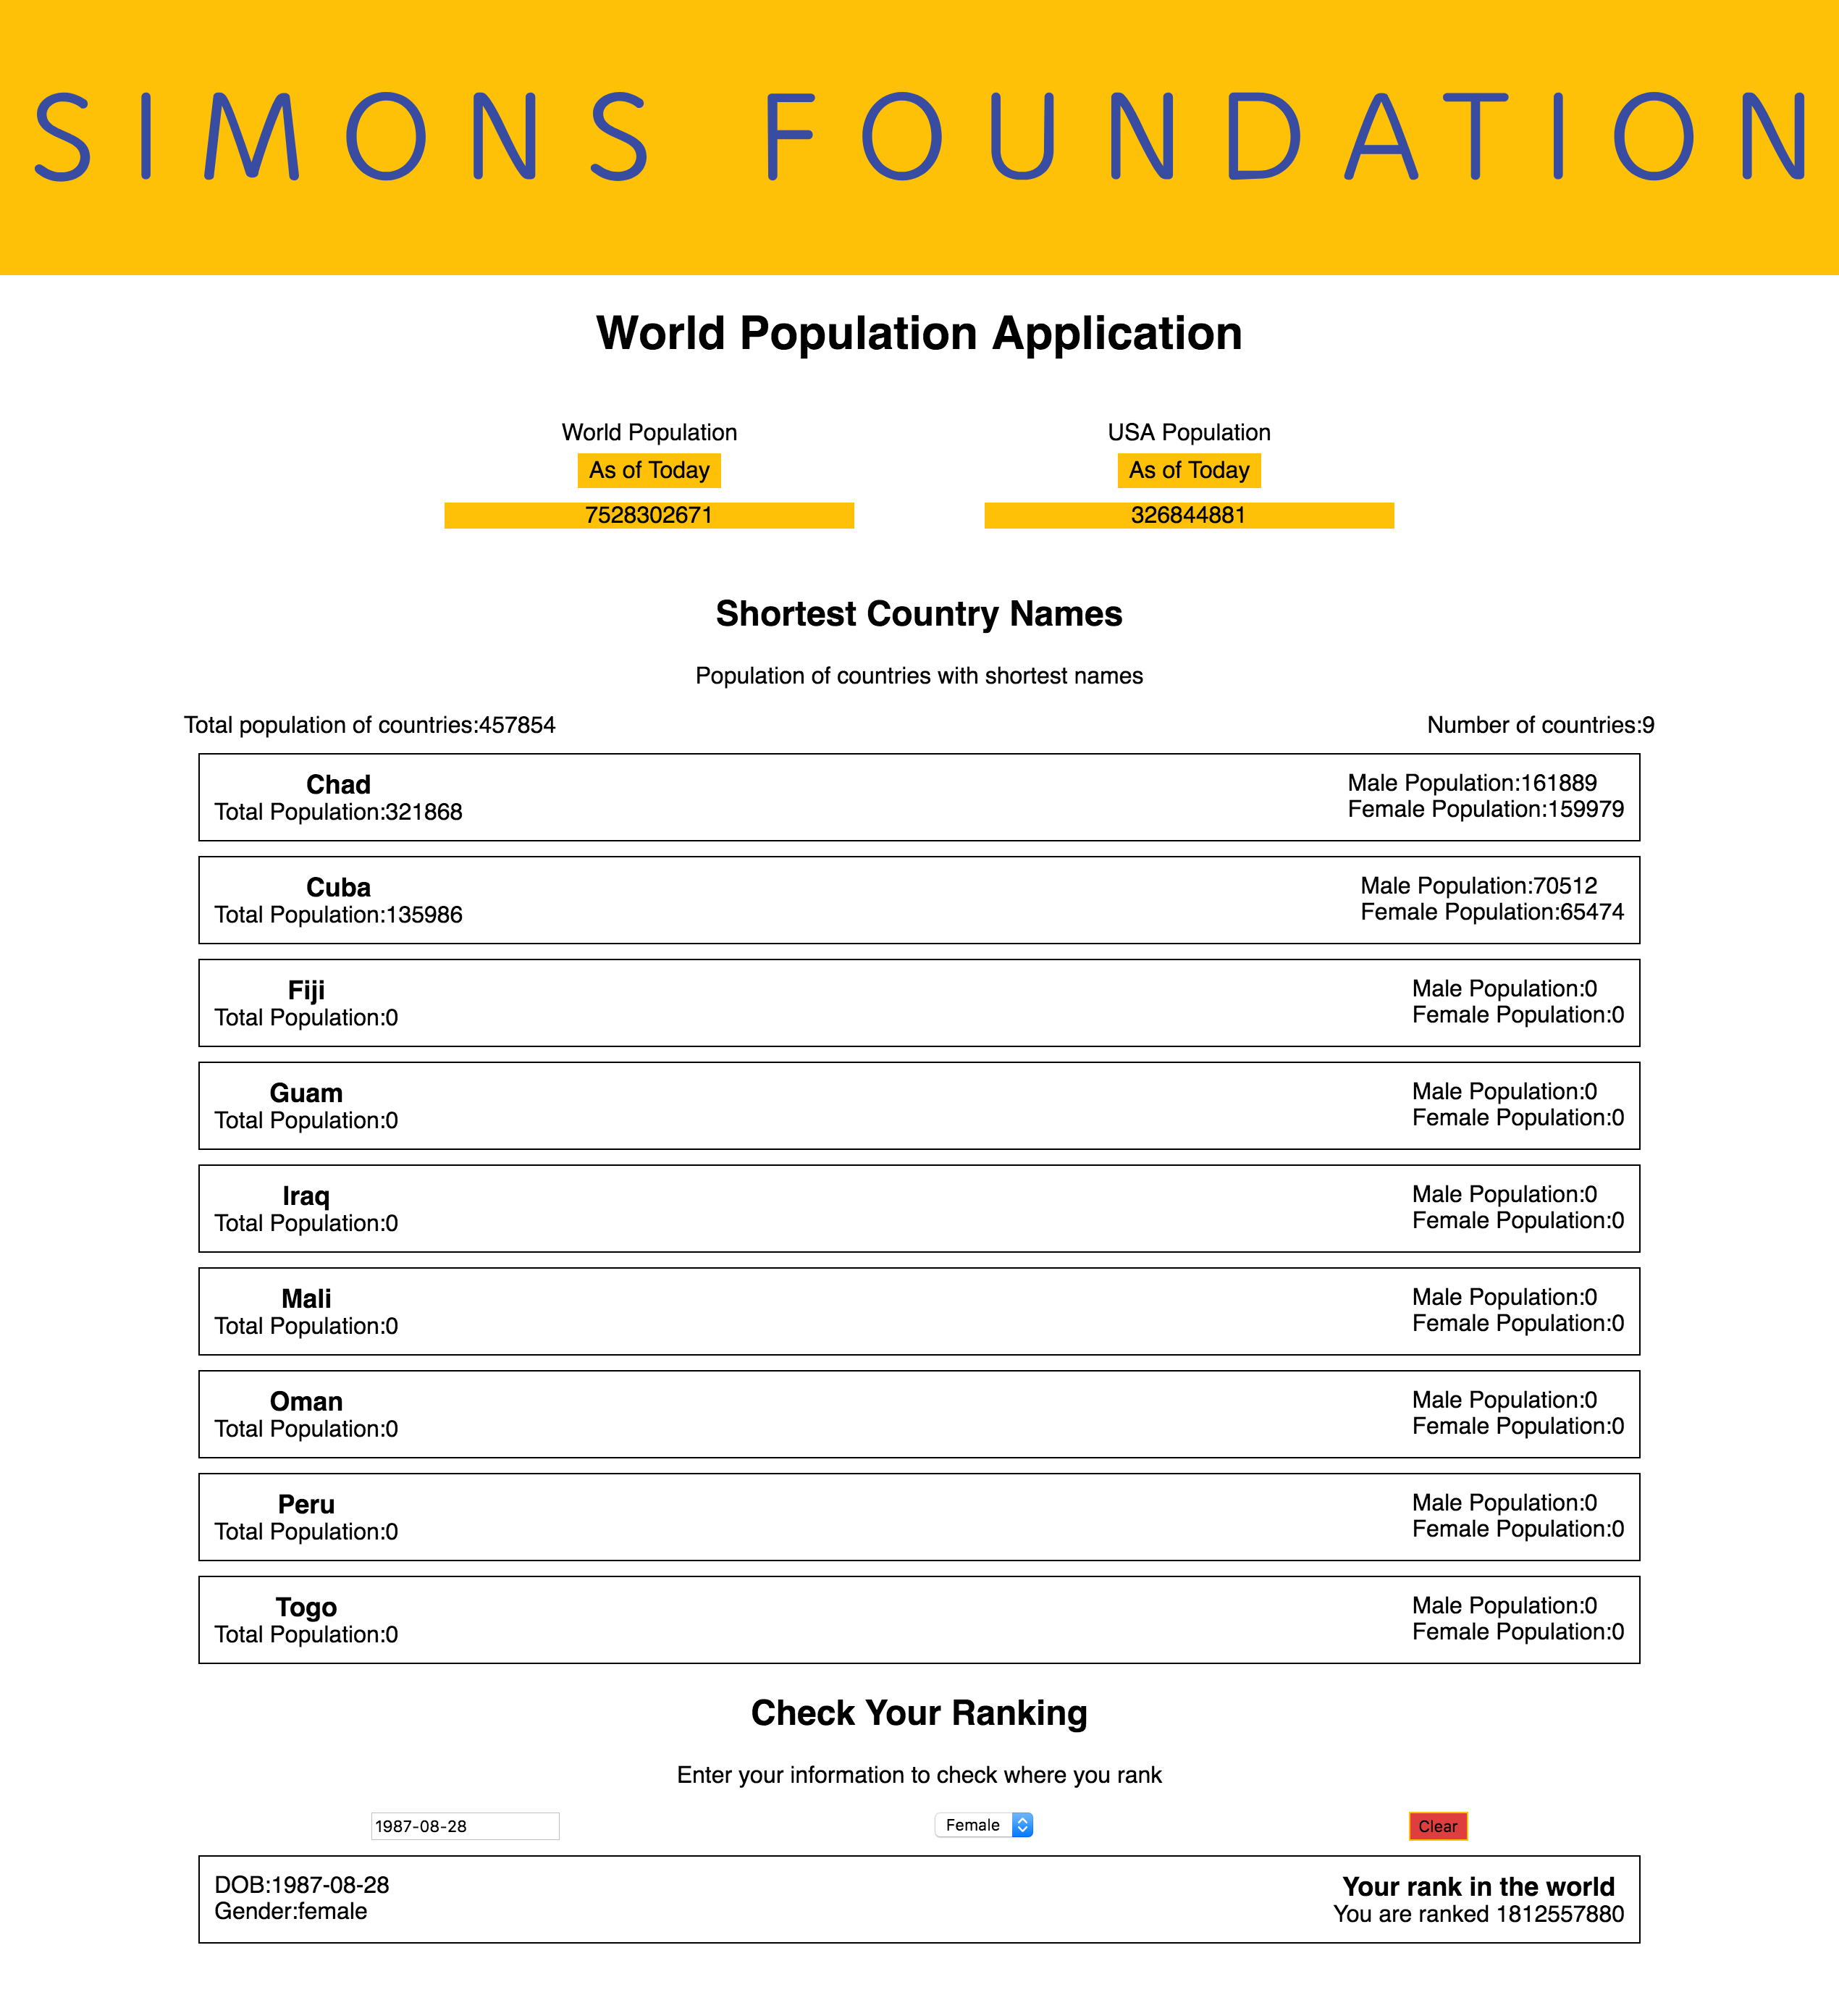 SIMONS FOUNDATION
World Population Application
World Population
As of Today
7528302671
USA Population
As of Today
326844881
Shortest Country Names
Population of countries with shortest names
Total population of countries:457854
Number of countries:9
Chad
Total Population:321868
Male Population:161889
Female Population:159979
Cuba
Total Population:135986
Male Population:70512
Female Population:65474
Fiji
Total Population:0
Male Population:0
Female Population:0
Guam
Total Population:0
Male Population:0
Female Population:0
Iraq
Total Population:0
Male Population:0
Female Population:0
Mali
Total Population:0
Male Population:0
Female Population:0
Oman
Total Population:0
Male Population:0
Female Population:0
Peru
Total Population:0
Male Population:0
Female Population:0
Togo
Total Population:0
Male Population:0
Female Population:0
Check Your Ranking
Enter your information to check where you rank
1987-08-28
Female
Clear
DOB:1987-08-28
Gender:female
Your rank in the world
You are ranked 1812557880